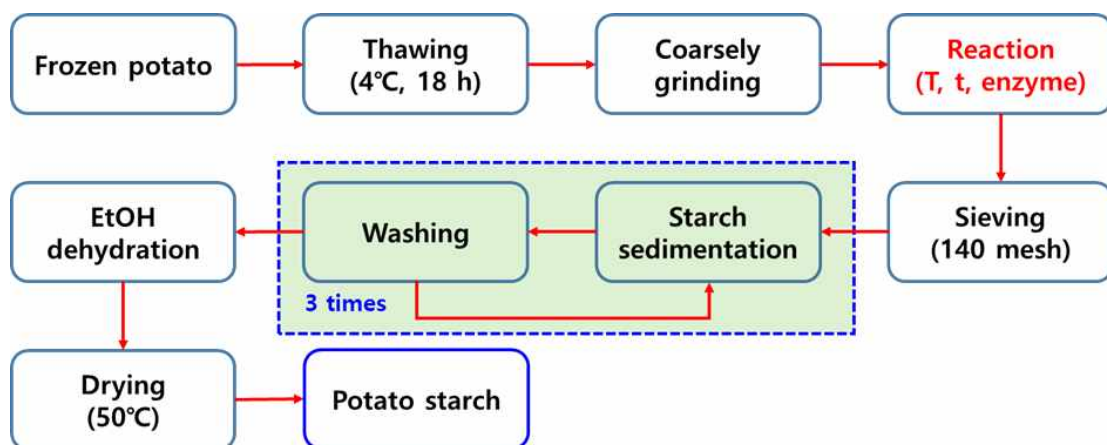 Frozen potato
Thawing
(4℃, 18 h)
Coarsely
grinding
Reaction
(T, t, enzyme)
Sieving
(140 mesh)
Starch
sedimentation
Washing
3 times
EtOH
dehydration
Drying
(50℃)
Potato starch